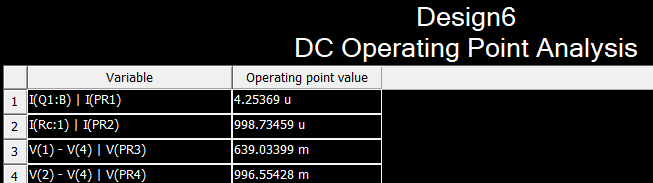 Design6
DC Operating Point Analysis
Variable Operating point value
1 I(Q1:B) | I(PR1) 4.25369 u
2 I(Rc:1) | I(PR2) 998.73459 u
3 V(1) - V(4) | V(PR3) 639.03399 m
4 V(2) - V(4) | V(PR4) 996.55428 m